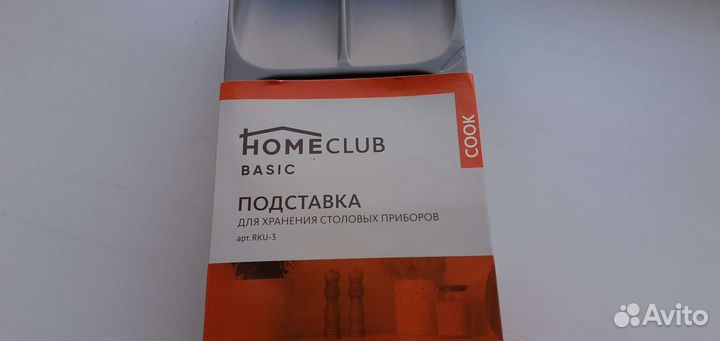 COOK
HOMECLUB
BASIC
ПОДСТАВКА
ДЛЯ ХРАНЕНИЯ СТОЛОВЫХ ПРИБОРОВ
арт. RKU-3
Avito